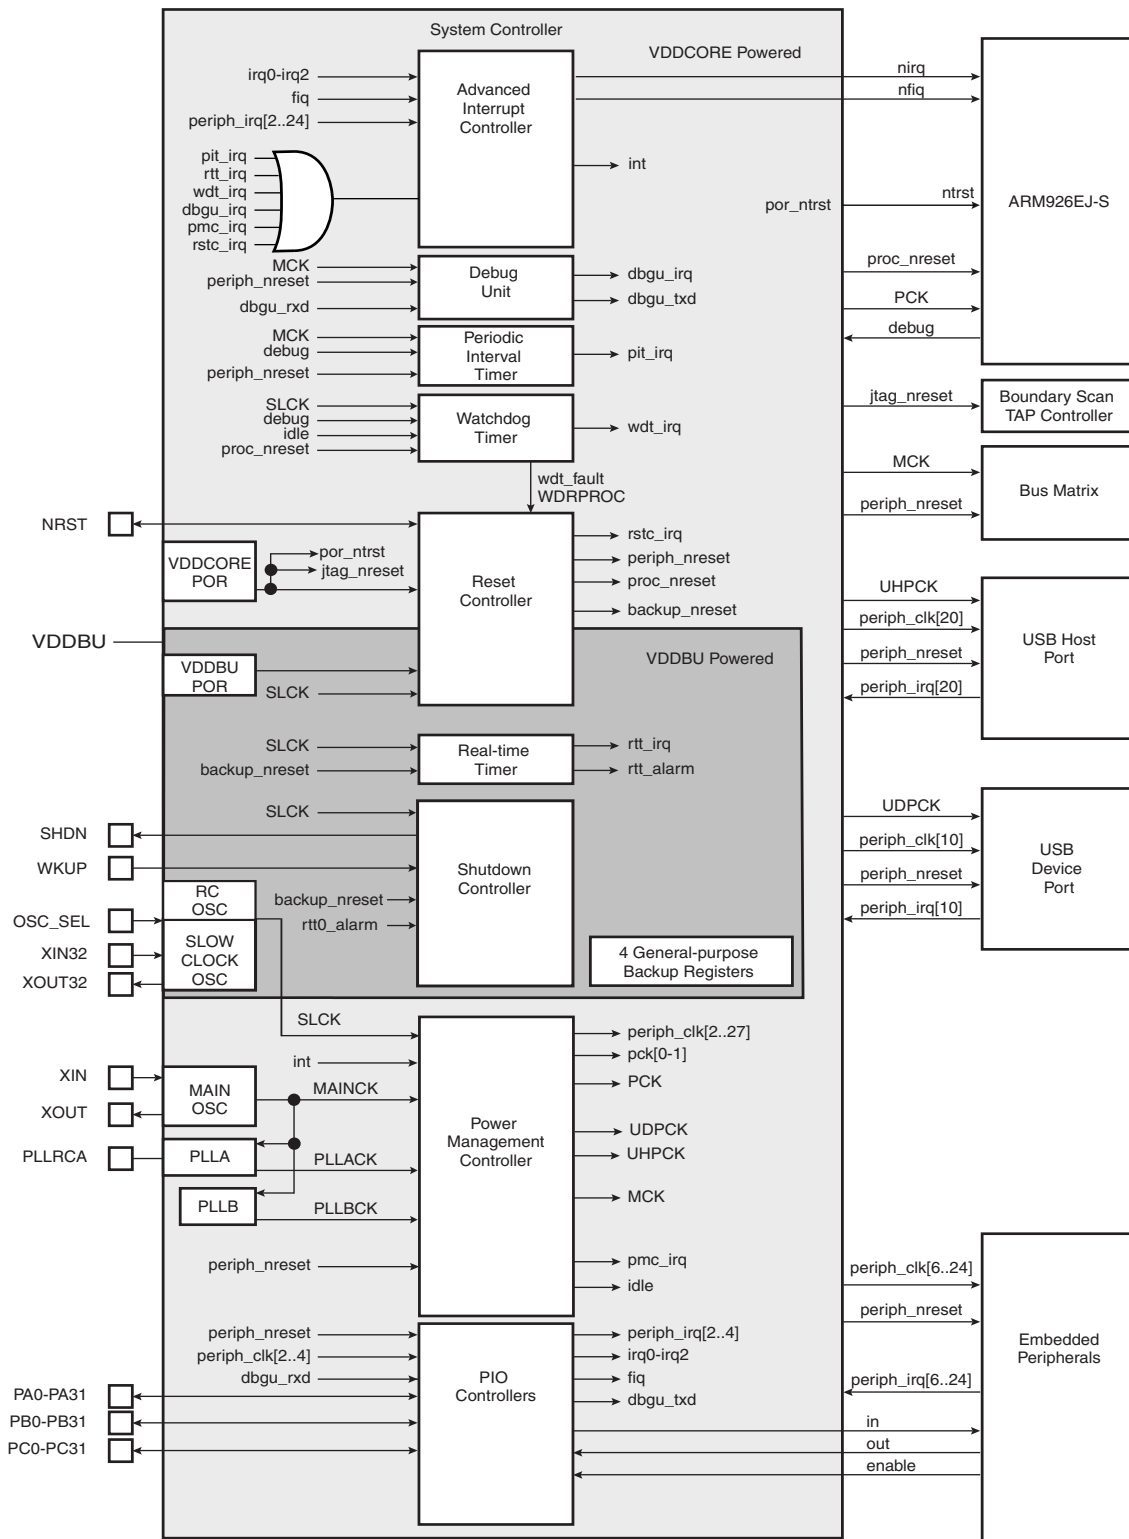 System Controller
VDDCORE Powered
irq0-irq2
fiq
periph_irq[2..24]
Advanced
Interrupt
Controller
nirq
nfiq
int
pit_irq
rtt_irq
wdt_irq
dbgu_irq
pmc_irq
rstc_irq
por_ntrst
ntrst
ARM926EJ-S
proc_nreset
PCK
debug
MCK
periph_nreset
dbgu_rxd
Debug
Unit
dbgu_irq
dbgu_txd
MCK
debug
periph_nreset
Periodic
Interval
Timer
pit_irq
SLCK
debug
idle
proc_nreset
Watchdog
Timer
wdt_irq
wdt_fault
WDRPROC
jtag_nreset
Boundary Scan
TAP Controller
MCK
periph_nreset
Bus Matrix
NRST
VDDCORE
POR
por_ntrst
jtag_nreset
Reset
Controller
rstc_irq
periph_nreset
proc_nreset
backup_nreset
UHPCK
periph_clk[20]
periph_nreset
periph_irq[20]
USB Host
Port
VDDBU
VDDBU Powered
VDDBU
POR
SLCK
SLCK
backup_nreset
Real-time
Timer
rtt_irq
rtt_alarm
SLCK
SHDN
WKUP
backup_nreset
rtt0_alarm
Shutdown
Controller
4 General-purpose
Backup Registers
UDPCK
periph_clk[10]
periph_nreset
periph_irq[10]
USB
Device
Port
RC
OSC
OSC_SEL
XIN32
XOUT32
SLOW
CLOCK
OSC
SLCK
int
XIN
XOUT
MAIN
OSC
MAINCK
PLLRCA
PLLA
PLLACK
PLLB
PLLBCK
periph_nreset
Power
Management
Controller
periph_clk[2..27]
pck[0-1]
PCK
UDPCK
UHPCK
MCK
pmc_irq
idle
periph_nreset
periph_clk[2..4]
dbgu_rxd
PA0-PA31
PB0-PB31
PC0-PC31
PIO
Controllers
periph_irq[2..4]
irq0-irq2
fiq
dbgu_txd
periph_clk[6..24]
periph_nreset
periph_irq[6..24]
in
out
enable
Embedded
Peripherals